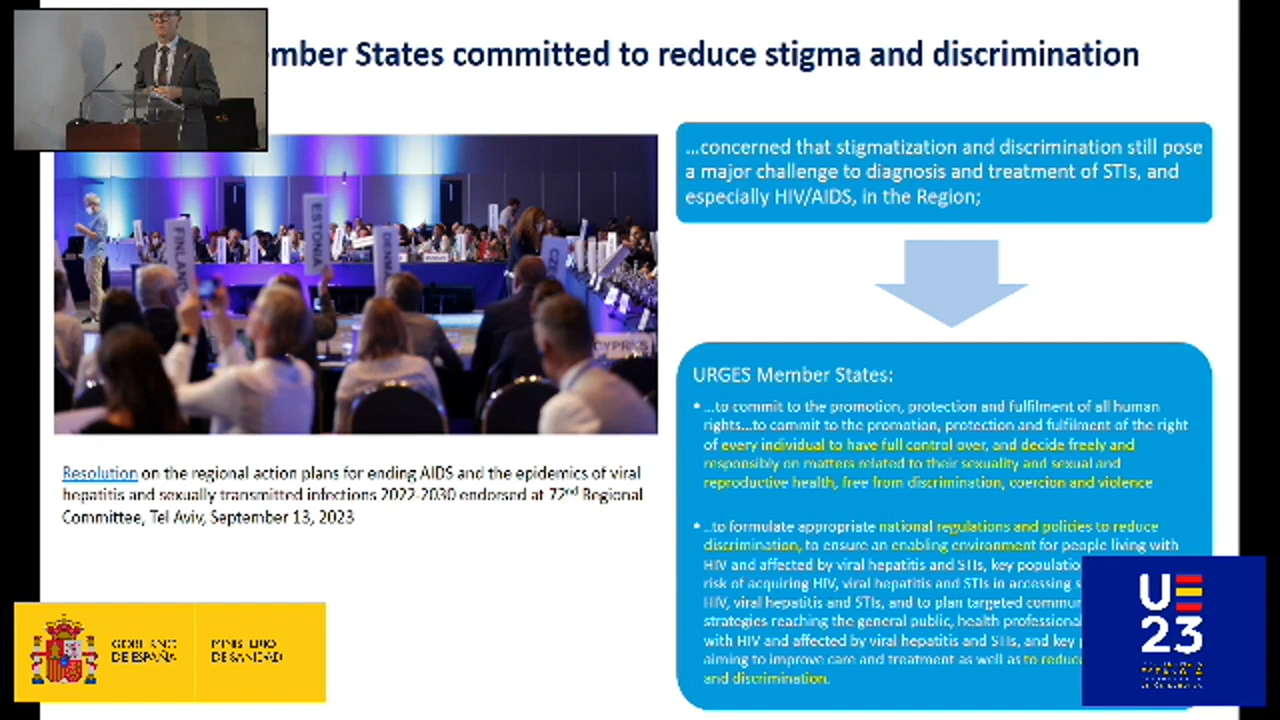 ember States committed to reduce stigma and discrimination
...concerned that stigmatization and discrimination still pose
a major challenge to diagnosis and treatment of STIs, and
especially HIV/AIDS, in the Region;
FINLAND
ESTONIA
DENMA
CZE
CYPRUS
Resolution on the regional action plans for ending AIDS and the epidemics of viral
hepatitis and sexually transmitted infections 2022-2030 endorsed at 72nd Regional
Committee, Tel Aviv, September 13, 2023
URGES Member States:
• ...to commit to the promotion, protection and fulfilment of all human
rights...to commit to the promotion, protection and fulfilment of the right
of every individual to have full control over, and decide freely and
responsibly on matters related to their sexuality and sexual and
reproductive health, free from discrimination, coercion and violence
• ..to formulate appropriate national regulations and policies to reduce
discrimination, to ensure an enabling environment for people living with
HIV and affected by viral hepatitis and STIs, key populatio
risk of acquiring HIV, viral hepatitis and STIs in accessing s
HIV, viral hepatitis and STIs, and to plan targeted commun
strategies reaching the general public, health professional
with HIV and affected by viral hepatitis and STIs, and key p
aiming to improve care and treatment as well as to reduce
and discrimination.
GOBIERNO
DE ESPAÑA
MINISTERIO
DE SANIDAD
UE
23